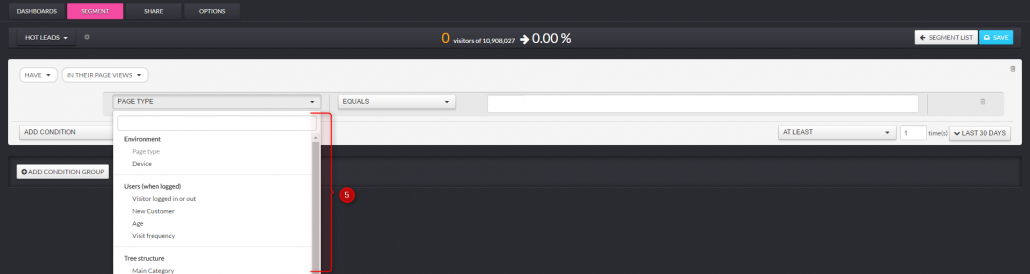 DASHBOARDS SEGMENT SHARE OPTIONS
HOT LEADS 0 visitors of 10,908,027 → 0.00 % SEGMENT LIST SAVE
HAVE IN THEIR PAGE VIEWS
PAGE TYPE EQUALS
ADD CONDITION AT LEAST 1 time(s) LAST 30 DAYS
Environment
Page type
Device
ADD CONDITION GROUP
Users (when logged)
Visitor logged in or out
5
New Customer
Age
Visit frequency
Tree structure
Main Category